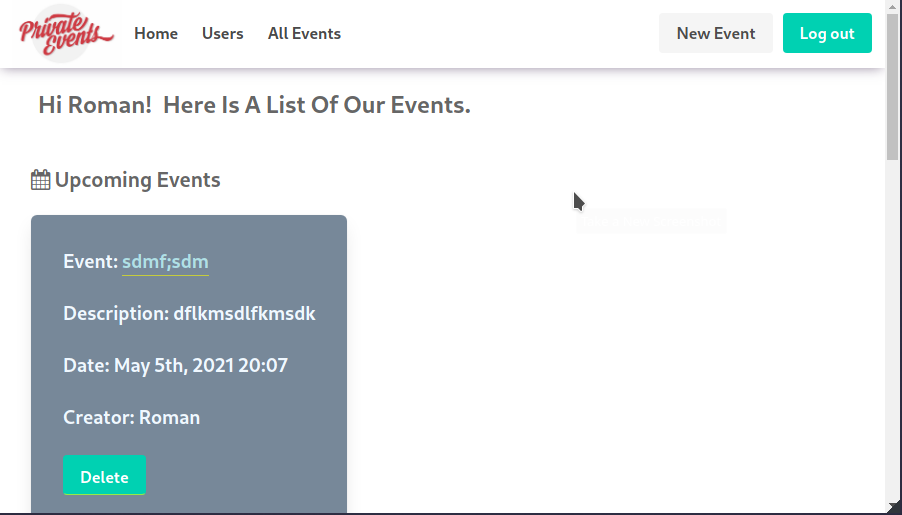 Private Events
Home Users All Events New Event Log out
Hi Roman! Here Is A List Of Our Events.
Upcoming Events
Event: sdmf;sdm
Description: dflkmsdlfkmsdk
Date: May 5th, 2021 20:07
Creator: Roman
Delete